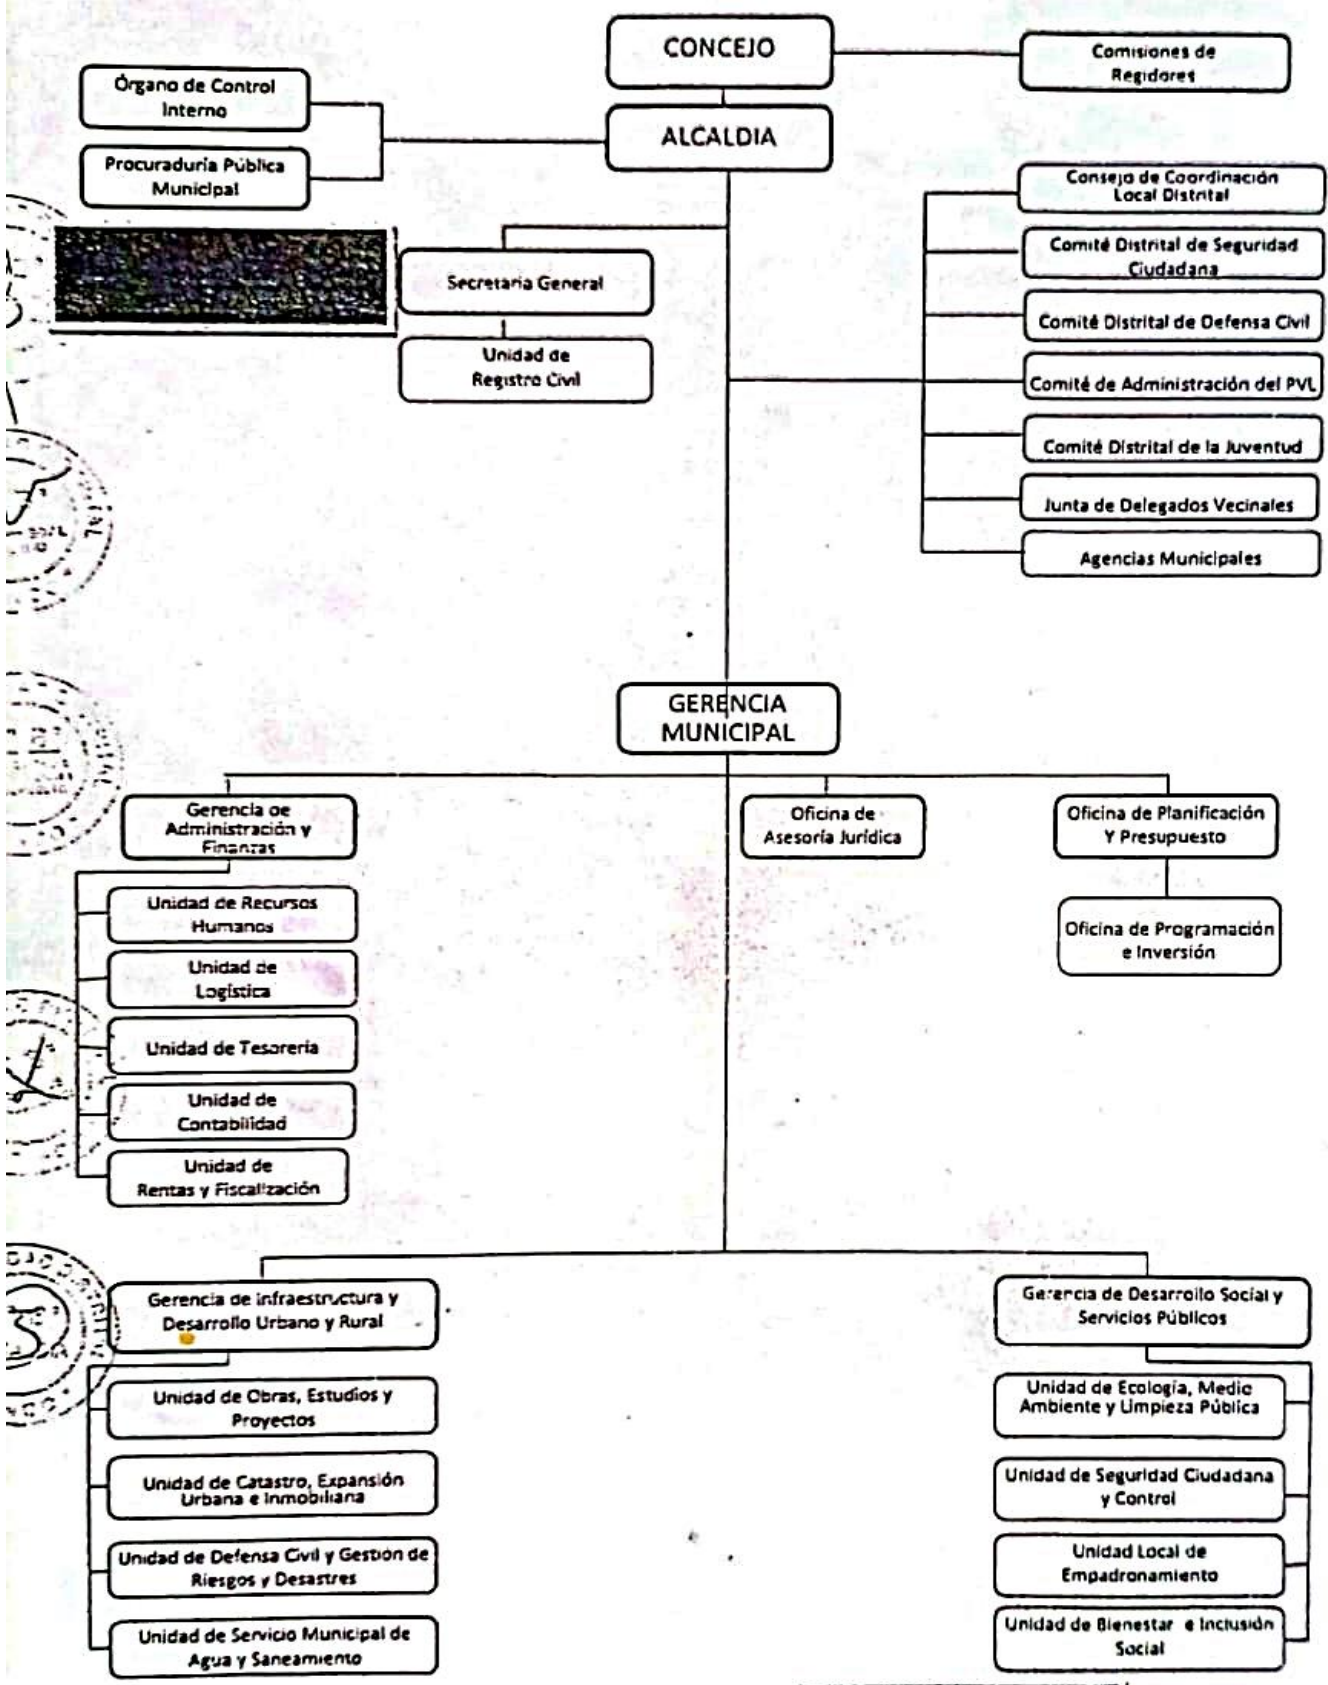 CONCEJO
Comisiones de
Regidores
Órgano de Control
Interno
ALCALDIA
Procuraduría Pública
Municipal
Consejo de Coordinación
Local Distrital
Comité Distrital de Seguridad
Ciudadana
Secretaria General
Comité Distrital de Defensa Civil
Unidad de
Registro Civil
Comité de Administración del PVL
Comité Distrital de la Juventud
Junta de Delegados Vecinales
Agencias Municipales
GERENCIA
MUNICIPAL
Gerencia de
Administración y
Finanzas
Oficina de
Asesoría Jurídica
Oficina de Planificación
Y Presupuesto
Unidad de Recursos
Humanos
Oficina de Programación
e Inversión
Unidad de
Logística
Unidad de Tesorería
Unidad de
Contabilidad
Unidad de
Rentas y Fiscalización
Gerencia de Infraestructura y
Desarrollo Urbano y Rural
Gerencia de Desarrollo Social y
Servicios Públicos
Unidad de Obras, Estudios y
Proyectos
Unidad de Ecología, Medio
Ambiente y Limpieza Pública
Unidad de Catastro, Expansión
Urbana e Inmobiliana
Unidad de Seguridad Ciudadana
y Control
Unidad de Defensa Civil y Gestión de
Riesgos y Desastres
Unidad Local de
Empadronamiento
Unidad de Servicio Municipal de
Agua y Saneamiento
Unidad de Bienestar e Inclusión
Social